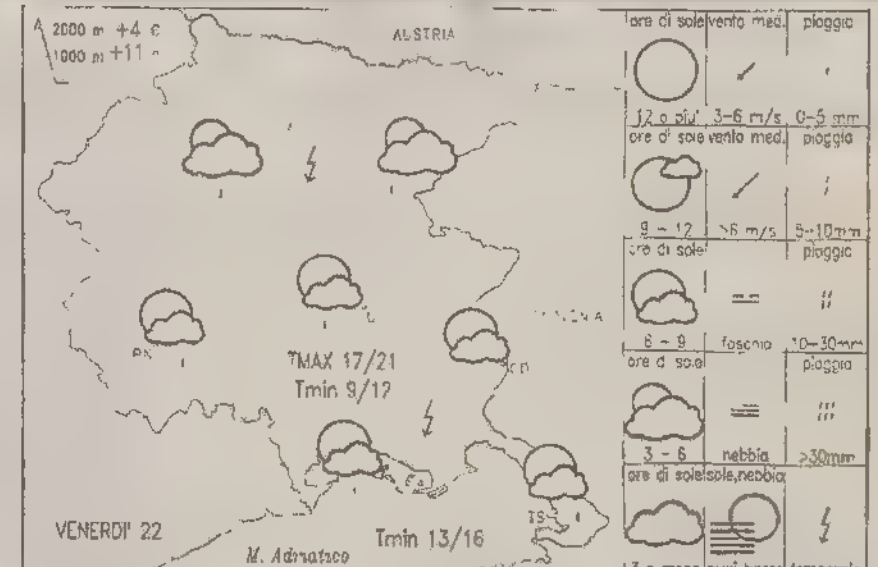 2000 m +4
1000 m +11
AUSTRIA
PN
TMAX 17/21
Tmin 9/12
TS
VENERDI' 22
Tmin 13/16
M. Adriatico
ore di sole vento med. pioggia
12 o piu' 3-6 m/s 0-5 mm
ore di sole vento med. pioggia
9 - 12 >6 m/s 5-10mm
ore di sole pioggia
6 - 9 foschia 10-30mm
ore di sole pioggia
3 - 6 nebbia >30mm
ore di sole sole,nebbia